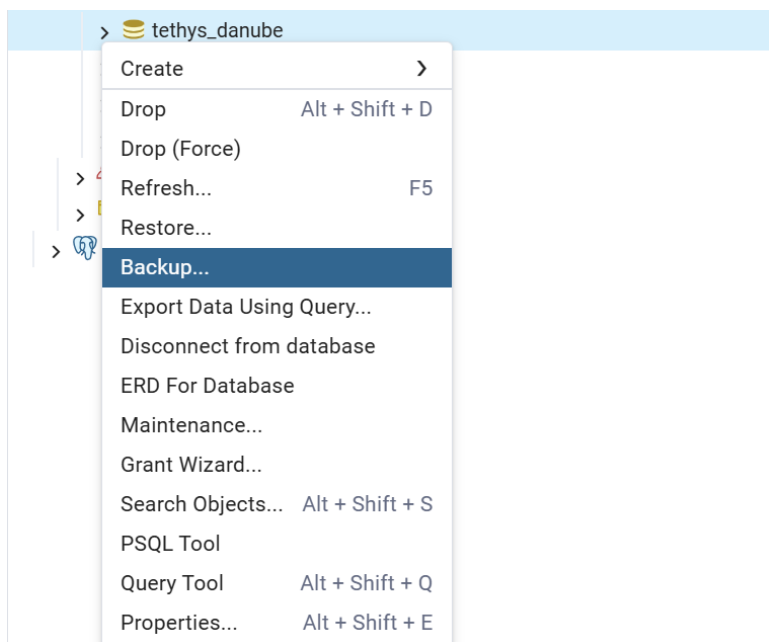 tethys_danube
Create
Drop Alt + Shift + D
Drop (Force)
Refresh... F5
Restore...
Backup...
Export Data Using Query...
Disconnect from database
ERD For Database
Maintenance...
Grant Wizard...
Search Objects... Alt + Shift + S
PSQL Tool
Query Tool Alt + Shift + Q
Properties... Alt + Shift + E